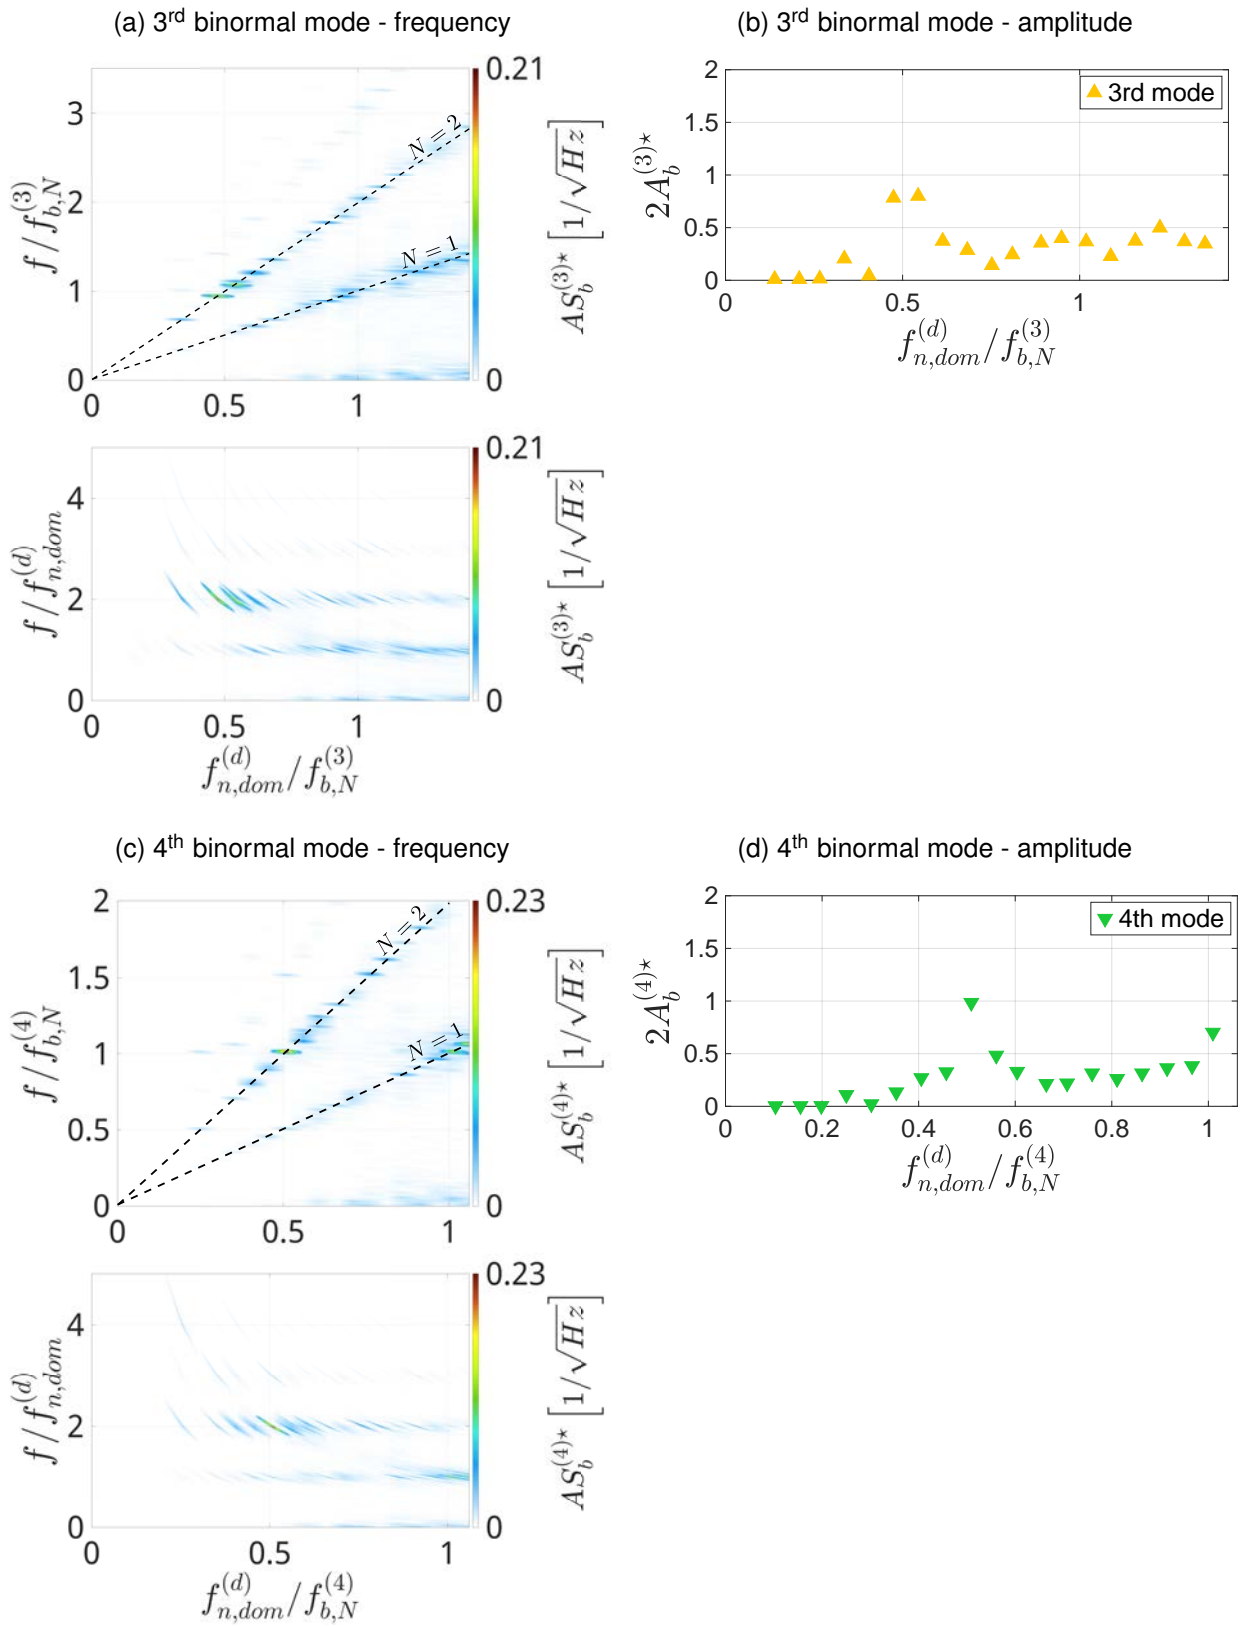 (a) 3rd binormal mode - frequency
(b) 3rd binormal mode - amplitude
0.21
3
2
1
0
N = 2
N = 1
0 0.5 1
0
f/f_{b,N}^{(3)}
AS_b^{(3)⋆} [1/√Hz]
2
1.5
1
0.5
0
3rd mode
0 0.5 1
2A_b^{(3)⋆}
f_{n,dom}^{(d)}/f_{b,N}^{(3)}
0.21
4
2
0
0
0 0.5 1
f/f_{n,dom}^{(d)}
AS_b^{(3)⋆} [1/√Hz]
f_{n,dom}^{(d)}/f_{b,N}^{(3)}
(c) 4th binormal mode - frequency
(d) 4th binormal mode - amplitude
0.23
2
1.5
1
0.5
0
N = 2
N = 1
0 0.5 1
0
f/f_{b,N}^{(4)}
AS_b^{(4)⋆} [1/√Hz]
2
1.5
1
0.5
0
4th mode
0 0.2 0.4 0.6 0.8 1
2A_b^{(4)⋆}
f_{n,dom}^{(d)}/f_{b,N}^{(4)}
0.23
4
2
0
0
0 0.5 1
f/f_{n,dom}^{(d)}
AS_b^{(4)⋆} [1/√Hz]
f_{n,dom}^{(d)}/f_{b,N}^{(4)}